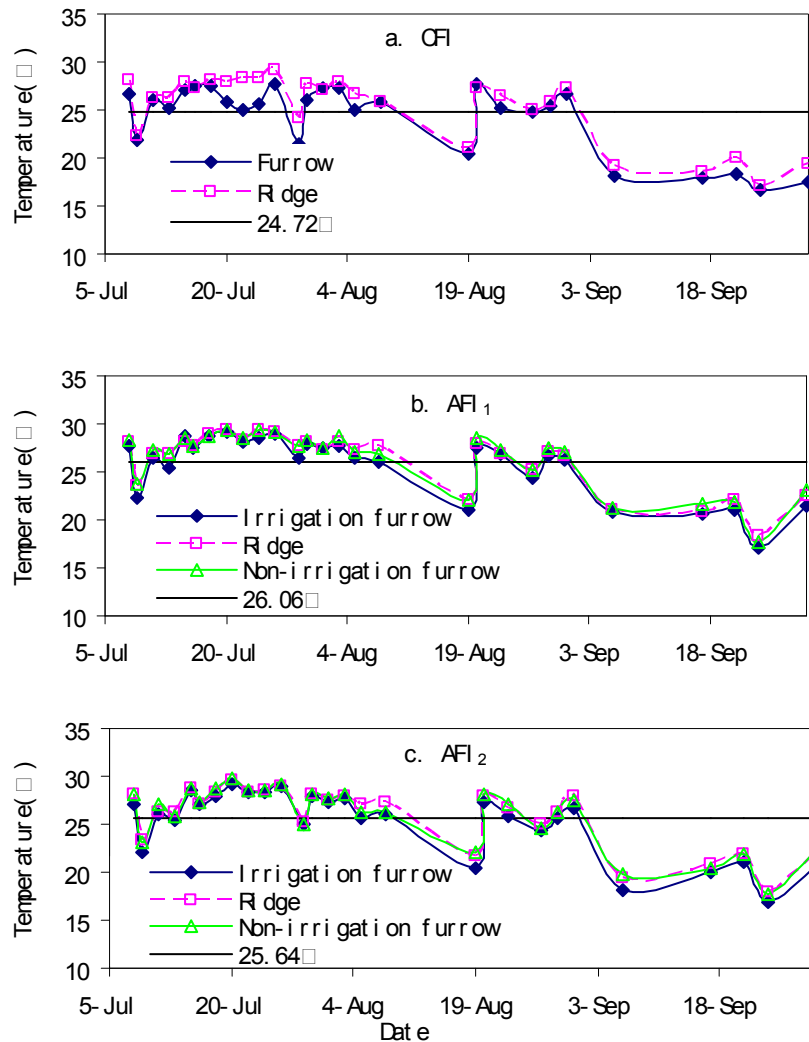 35
a. CFI
30
25
20
15
10
Temperature(□)
Furrow
Ridge
24.72□
5-Jul 20-Jul 4-Aug 19-Aug 3-Sep 18-Sep
35
b. AFI₁
30
25
20
15
10
Temperature(□)
Irrigation furrow
Ridge
Non-irrigation furrow
26.06□
5-Jul 20-Jul 4-Aug 19-Aug 3-Sep 18-Sep
35
c. AFI₂
30
25
20
15
10
Temperature(□)
Irrigation furrow
Ridge
Non-irrigation furrow
25.64□
5-Jul 20-Jul 4-Aug 19-Aug 3-Sep 18-Sep
Date